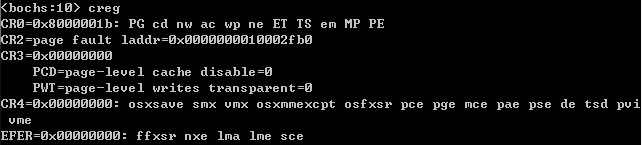 <bochs:10> creg
CR0=0x8000001b: PG cd nw ac wp ne ET TS em MP PE
CR2=page fault laddr=0x0000000010002fb0
CR3=0x00000000
    PCD=page-level cache disable=0
    PWT=page-level writes transparent=0
CR4=0x00000000: osxsave smx vmx osxmmexcpt osfxsr pce pge mce pae pse de tsd pvi
 vme
EFER=0x00000000: ffxsr nxe lma lme sce